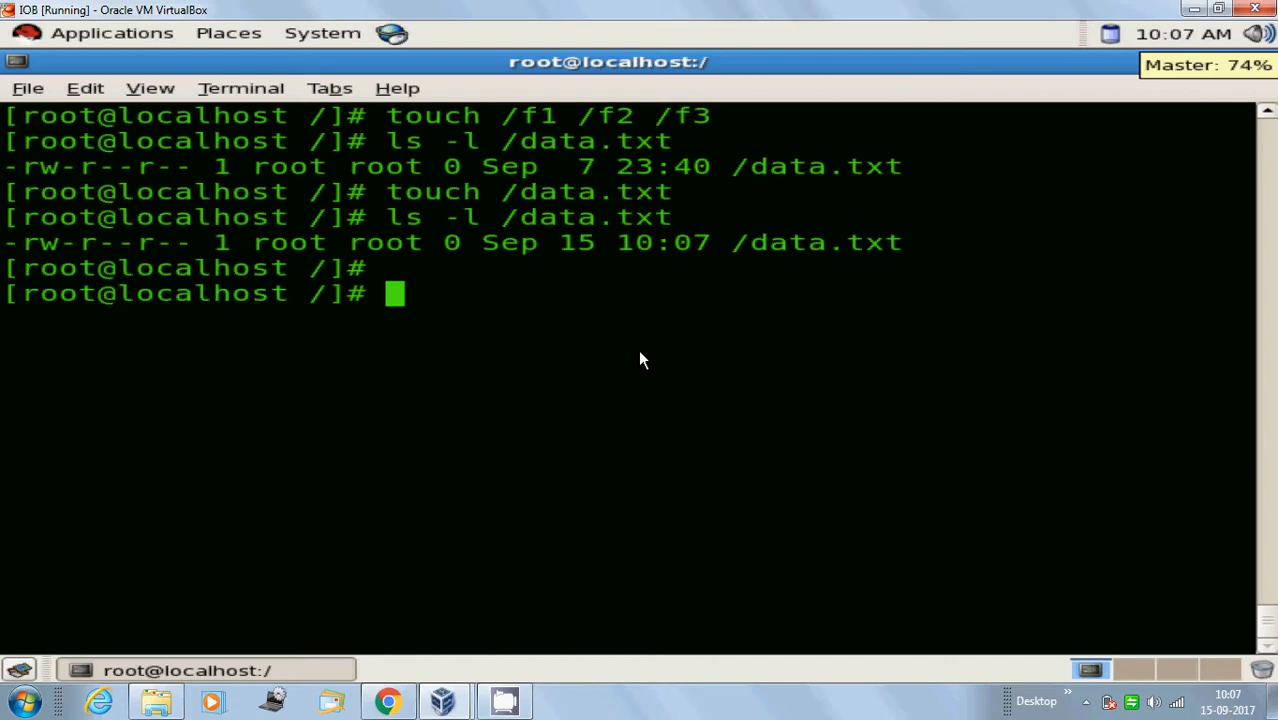 IOB [Running] - Oracle VM VirtualBox
Applications Places System 10:07 AM
root@localhost:/
Master: 74%
File Edit View Terminal Tabs Help
[root@localhost /]# touch /f1 /f2 /f3
[root@localhost /]# ls -l /data.txt
-rw-r--r-- 1 root root 0 Sep  7 23:40 /data.txt
[root@localhost /]# touch /data.txt
[root@localhost /]# ls -l /data.txt
-rw-r--r-- 1 root root 0 Sep 15 10:07 /data.txt
[root@localhost /]#
[root@localhost /]#
root@localhost:/
Desktop » 10:07
15-09-2017